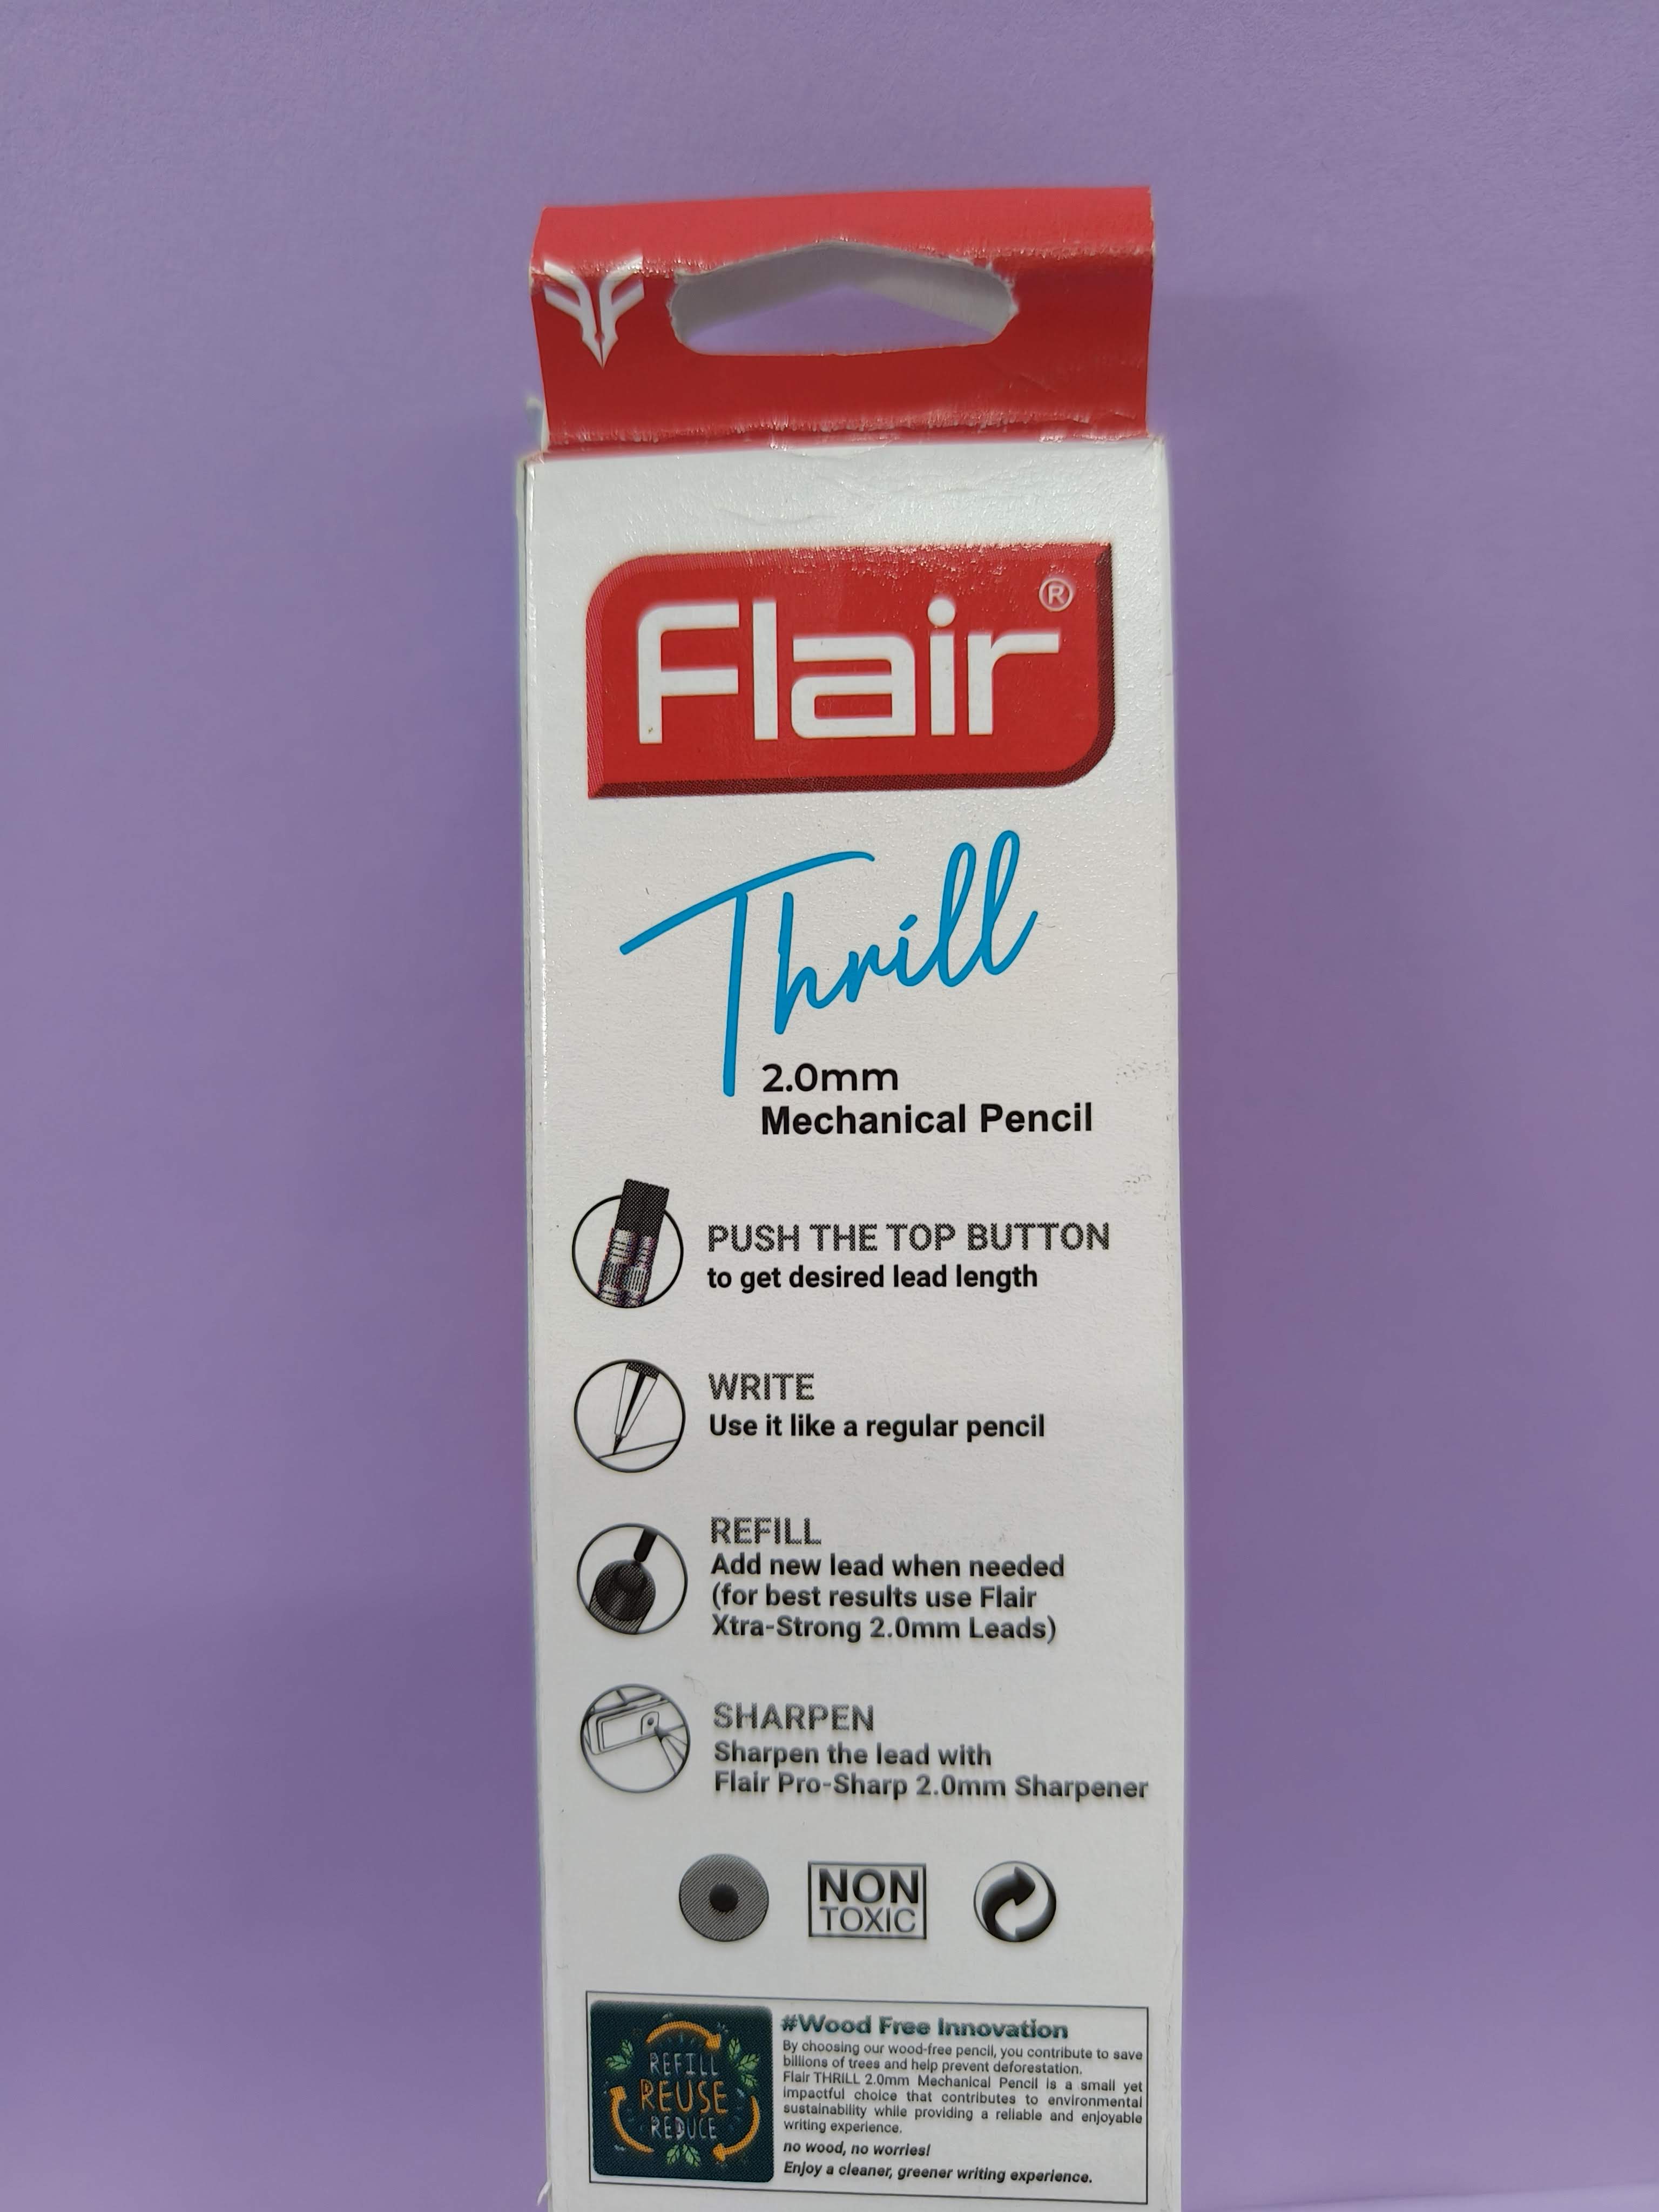 Flair®
Thrill
2.0mm
Mechanical Pencil
PUSH THE TOP BUTTON
to get desired lead length
WRITE
Use it like a regular pencil
REFILL
Add new lead when needed
(for best results use Flair
Xtra-Strong 2.0mm Leads)
SHARPEN
Sharpen the lead with
Flair Pro-Sharp 2.0mm Sharpener
NON
TOXIC
REFILL
REUSE
REDUCE
#Wood Free Innovation
By choosing our wood-free pencil, you contribute to save
billions of trees and help prevent deforestation.
Flair THRILL 2.0mm Mechanical Pencil is a small yet
impactful choice that contributes to environmental
sustainability while providing a reliable and enjoyable
writing experience.
no wood, no worries!
Enjoy a cleaner, greener writing experience.